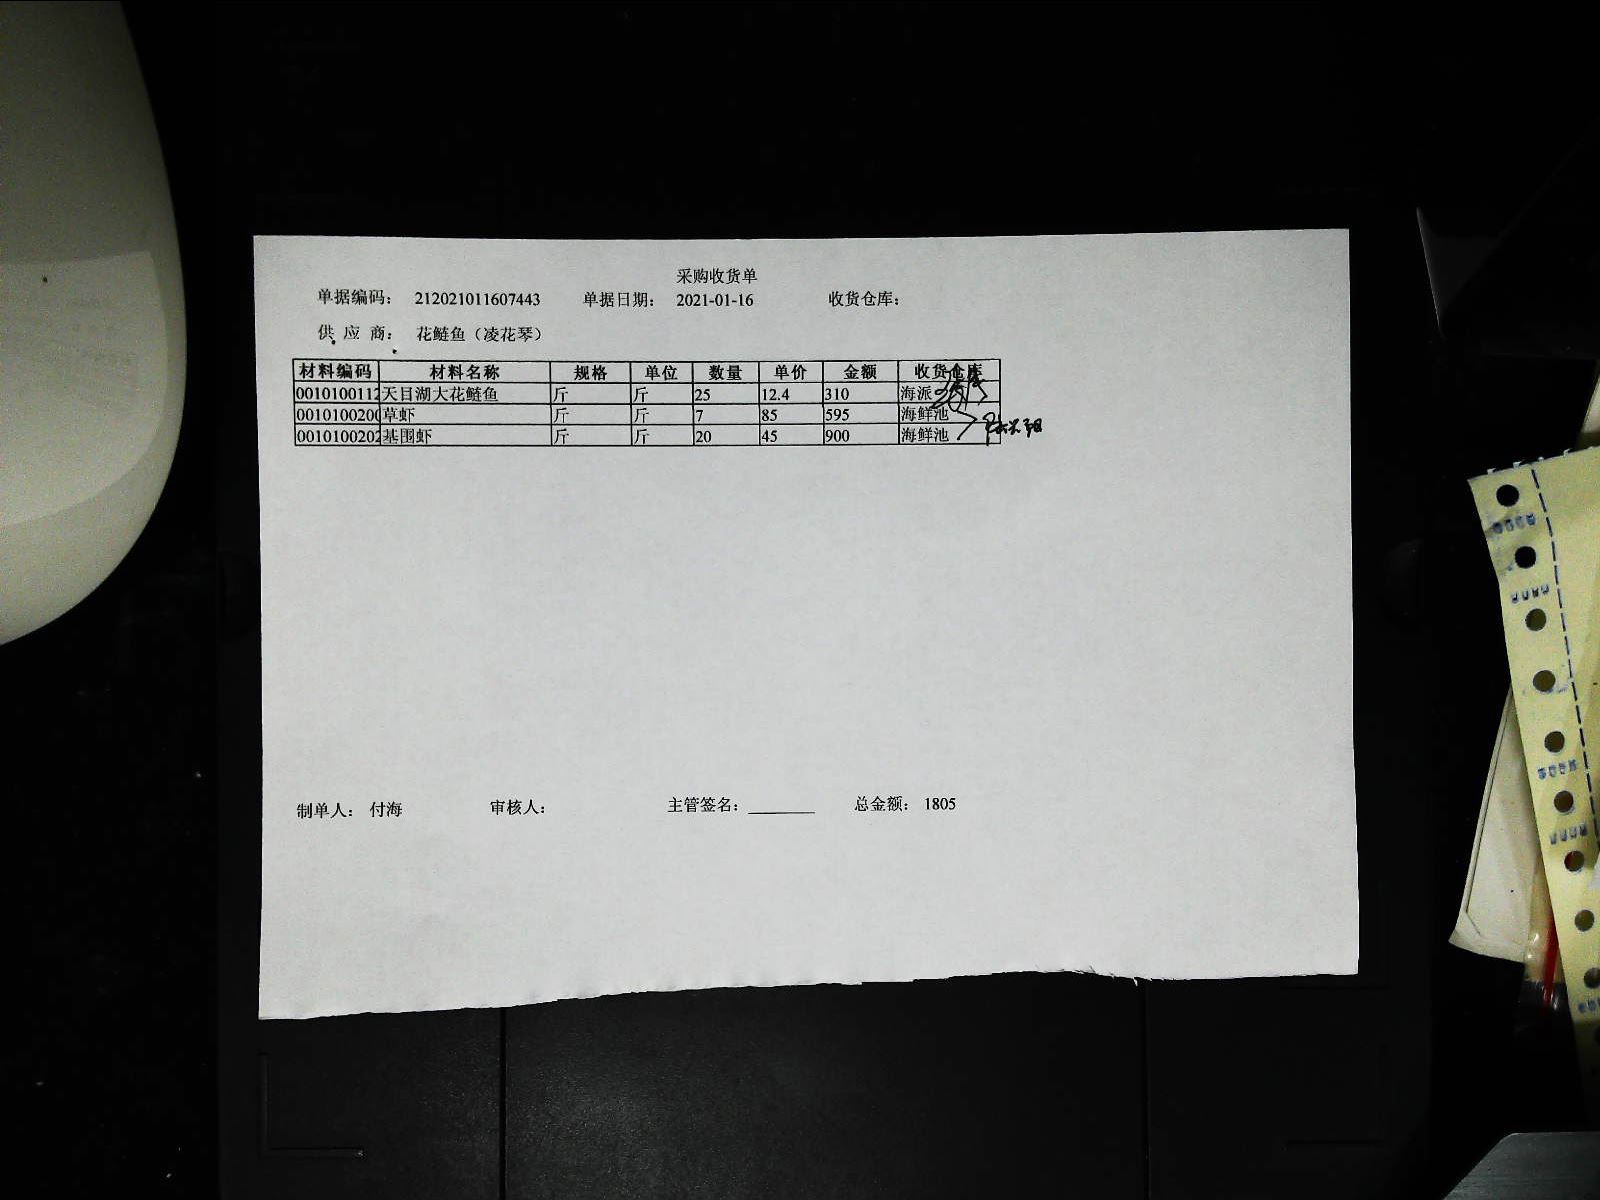 采购收货单
单据编码： 212021011607443 单据日期： 2021-01-16 收货仓库：
供 应 商： 花鲢鱼（凌花琴）
材料编码 材料名称 规格 单位 数量 单价 金额 收货仓库
0010100112 天目湖大花鲢鱼 斤 斤 25 12.4 310 海派
0010100200 草虾 斤 斤 7 85 595 海鲜池
0010100202 基围虾 斤 斤 20 45 900 海鲜池
制单人： 付海 审核人： 主管签名： 总金额： 1805